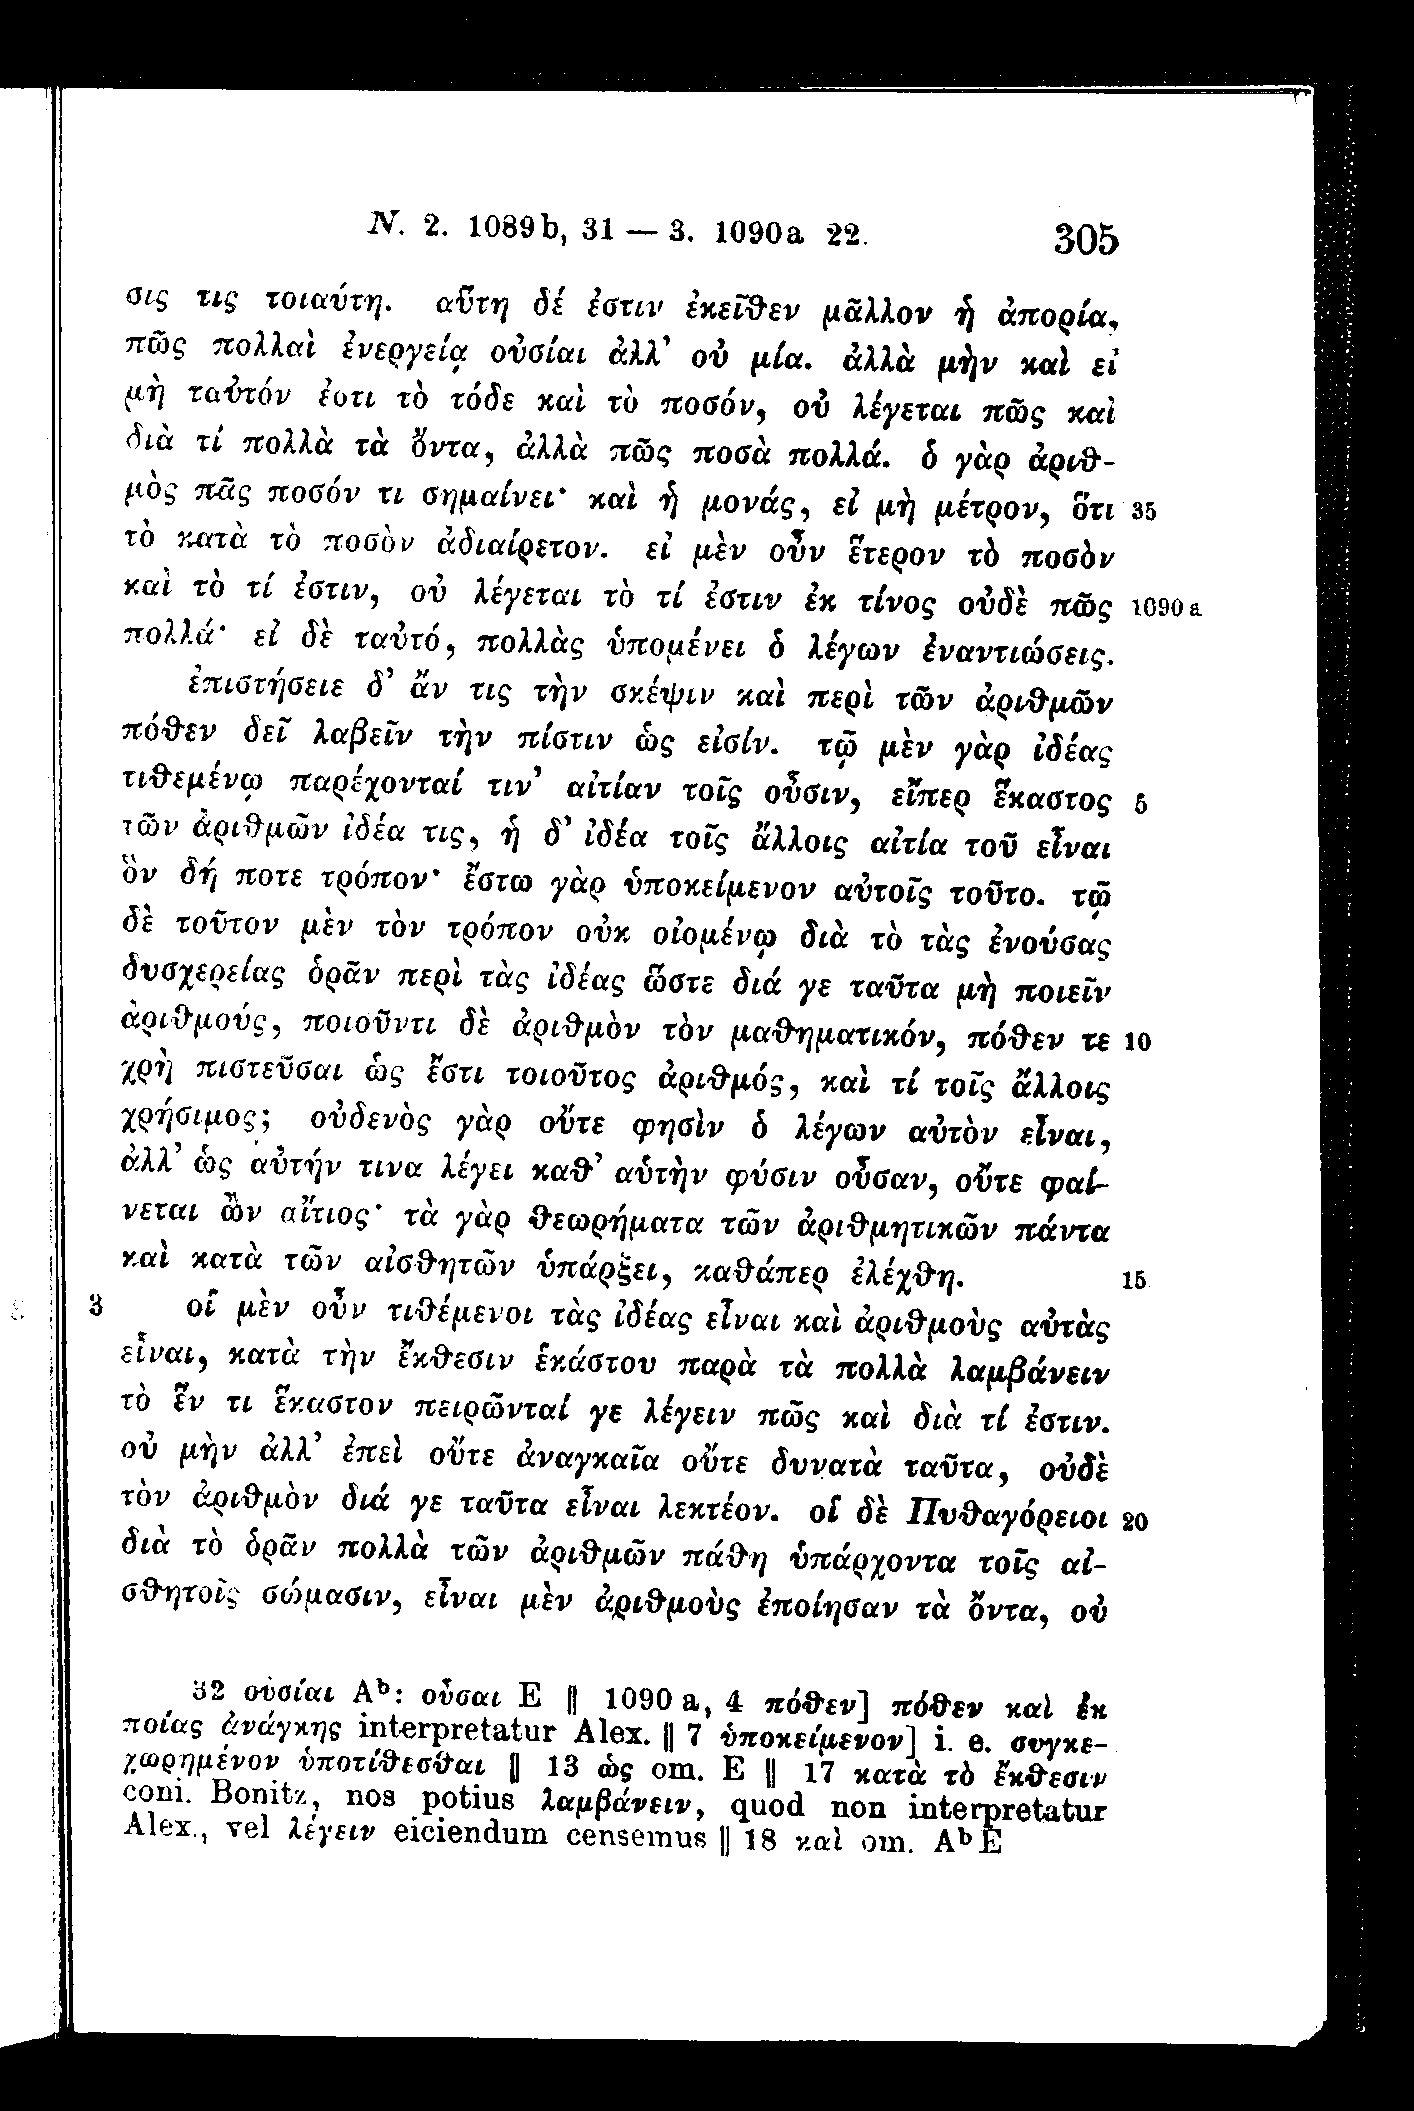 N. 2. 1089b, 31 — 3. 1090a 22. 305
σις τις τοιαύτη. αὕτη δέ ἐστιν ἐκεῖθεν μᾶλλον ἡ ἀπορία,
πῶς πολλαὶ ἐνεργείᾳ οὐσίαι ἀλλ’ οὐ μία. ἀλλὰ μὴν καὶ εἰ
μὴ ταὐτόν ἐστι τὸ τόδε καὶ τὸ ποσόν, οὐ λέγεται πῶς καὶ
διὰ τί πολλὰ τὰ ὄντα, ἀλλὰ πῶς ποσὰ πολλά. ὁ γὰρ ἀριθ-
μὸς πᾶς ποσόν τι σημαίνει· καὶ ἡ μονάς, εἰ μὴ μέτρον, ὅτι 35
τὸ κατὰ τὸ ποσὸν ἀδιαίρετον. εἰ μὲν οὖν ἕτερον τὸ ποσὸν
καὶ τὸ τί ἐστιν, οὐ λέγεται τὸ τί ἐστιν ἐκ τίνος οὐδὲ πῶς 1090 a
πολλά· εἰ δὲ ταὐτό, πολλὰς ὑπομένει ὁ λέγων ἐναντιώσεις.
ἐπιστήσειε δ’ ἄν τις τὴν σκέψιν καὶ περὶ τῶν ἀριθμῶν
πόθεν δεῖ λαβεῖν τὴν πίστιν ὡς εἰσίν. τῷ μὲν γὰρ ἰδέας
τιθεμένῳ παρέχονταί τιν’ αἰτίαν τοῖς οὖσιν, εἴπερ ἕκαστος 5
τῶν ἀριθμῶν ἰδέα τις, ἡ δ’ ἰδέα τοῖς ἄλλοις αἰτία τοῦ εἶναι
ὃν δή ποτε τρόπον· ἔστω γὰρ ὑποκείμενον αὐτοῖς τοῦτο. τῷ
δὲ τοῦτον μὲν τὸν τρόπον οὐκ οἰομένῳ διὰ τὸ τὰς ἐνούσας
δυσχερείας ὁρᾶν περὶ τὰς ἰδέας ὥστε διά γε ταῦτα μὴ ποιεῖν
ἀριθμούς, ποιοῦντι δὲ ἀριθμὸν τὸν μαθηματικόν, πόθεν τε 10
χρὴ πιστεῦσαι ὡς ἔστι τοιοῦτος ἀριθμός, καὶ τί τοῖς ἄλλοις
χρήσιμος; οὐδενὸς γὰρ οὔτε φησὶν ὁ λέγων αὐτὸν εἶναι,
ἀλλ’ ὡς αὐτήν τινα λέγει καθ’ αὑτὴν φύσιν οὖσαν, οὔτε φαί-
νεται ὢν αἴτιος· τὰ γὰρ θεωρήματα τῶν ἀριθμητικῶν πάντα
καὶ κατὰ τῶν αἰσθητῶν ὑπάρξει, καθάπερ ἐλέχθη. 15
3 οἱ μὲν οὖν τιθέμενοι τὰς ἰδέας εἶναι καὶ ἀριθμοὺς αὐτὰς
εἶναι, κατὰ τὴν ἔκθεσιν ἑκάστου παρὰ τὰ πολλὰ λαμβάνειν
τὸ ἕν τι ἕκαστον πειρῶνταί γε λέγειν πῶς καὶ διὰ τί ἐστιν.
οὐ μὴν ἀλλ’ ἐπεὶ οὔτε ἀναγκαῖα οὔτε δυνατὰ ταῦτα, οὐδὲ
τὸν ἀριθμὸν διά γε ταῦτα εἶναι λεκτέον. οἱ δὲ Πυθαγόρειοι 20
διὰ τὸ ὁρᾶν πολλὰ τῶν ἀριθμῶν πάθη ὑπάρχοντα τοῖς αἰ-
σθητοῖς σώμασιν, εἶναι μὲν ἀριθμοὺς ἐποίησαν τὰ ὄντα, οὐ
32 οὐσίαι Aᵇ: οὖσαι E ‖ 1090 a, 4 πόθεν] πόθεν καὶ ἐκ
ποίας ἀνάγκης interpretatur Alex. ‖ 7 ὑποκείμενον] i. e. συγκε-
χωρημένον ὑποτίθεσθαι ‖ 13 ὡς om. E ‖ 17 κατὰ τὸ ἔκθεσιν
coni. Bonitz, nos potius λαμβάνειν, quod non interpretatur
Alex., vel λέγειν eiciendum censemus ‖ 18 καὶ om. Aᵇ E